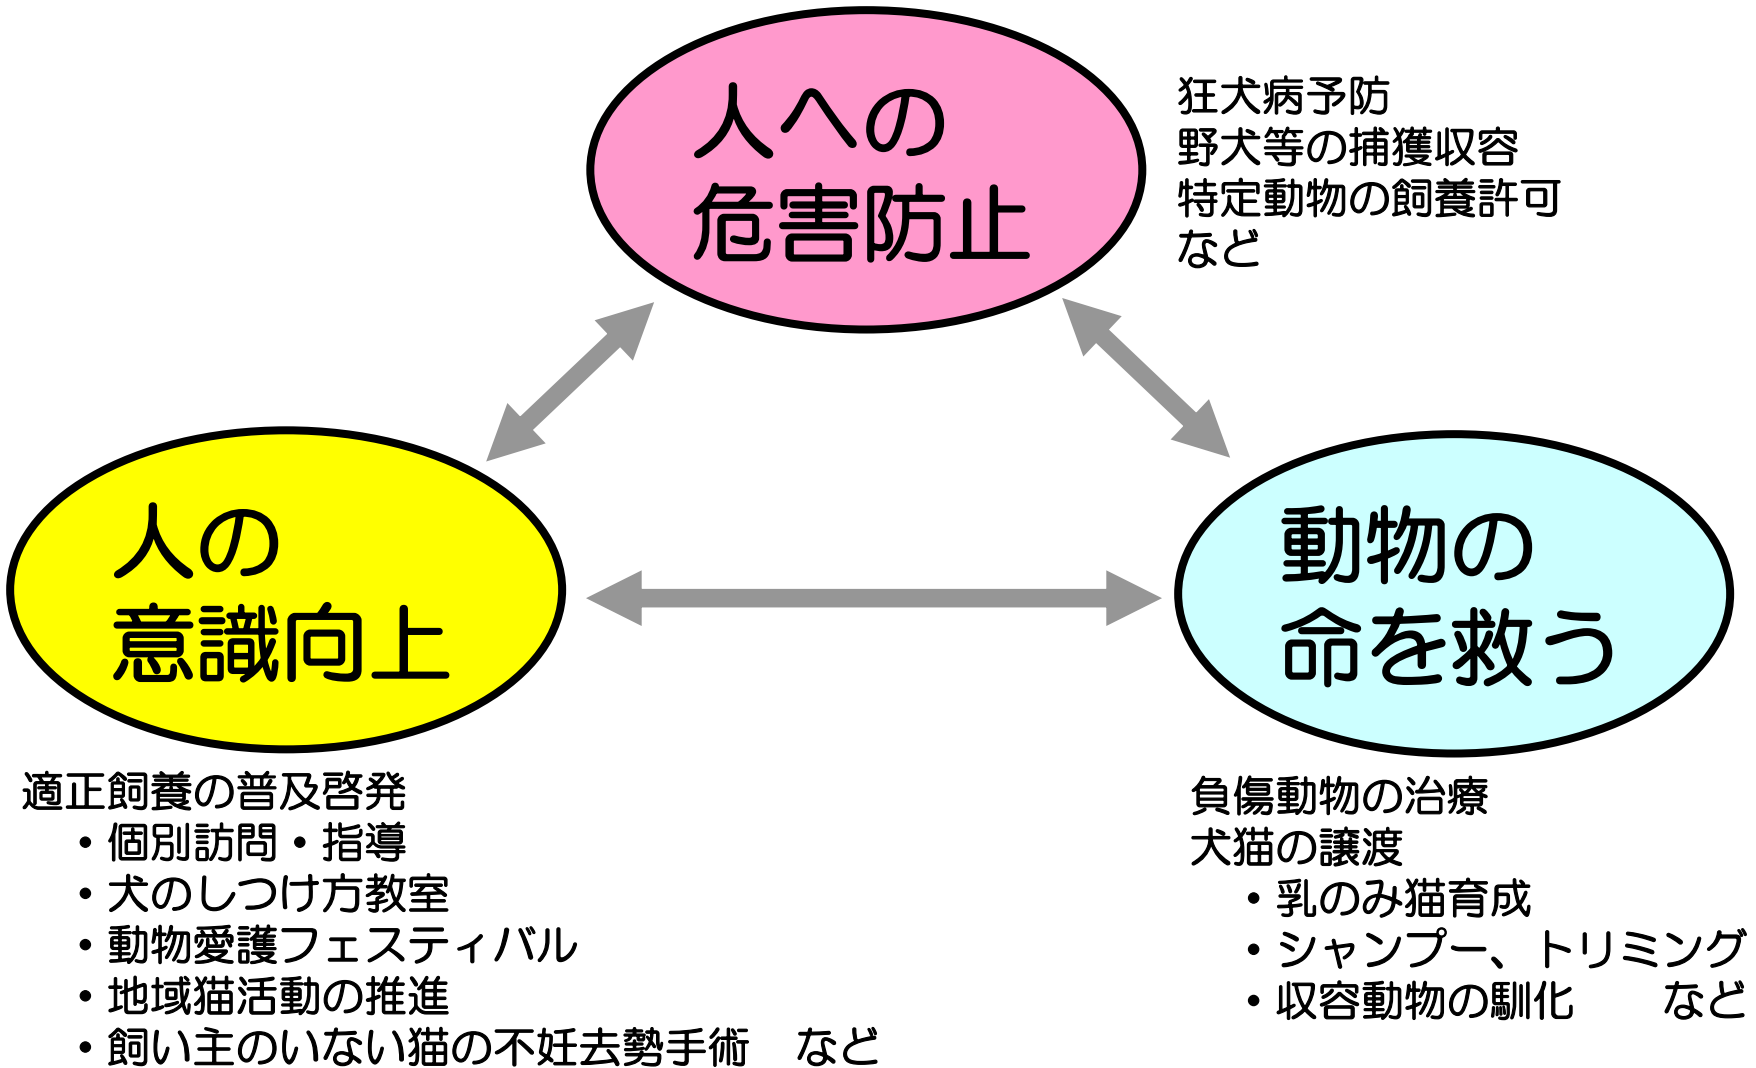 人への
危害防止
狂犬病予防
野犬等の捕獲収容
特定動物の飼養許可
など
人の
意識向上
動物の
命を救う
適正飼養の普及啓発
・個別訪問・指導
・犬のしつけ方教室
・動物愛護フェスティバル
・地域猫活動の推進
・飼い主のいない猫の不妊去勢手術　など
負傷動物の治療
犬猫の譲渡
・乳のみ猫育成
・シャンプー、トリミング
・収容動物の馴化　　など